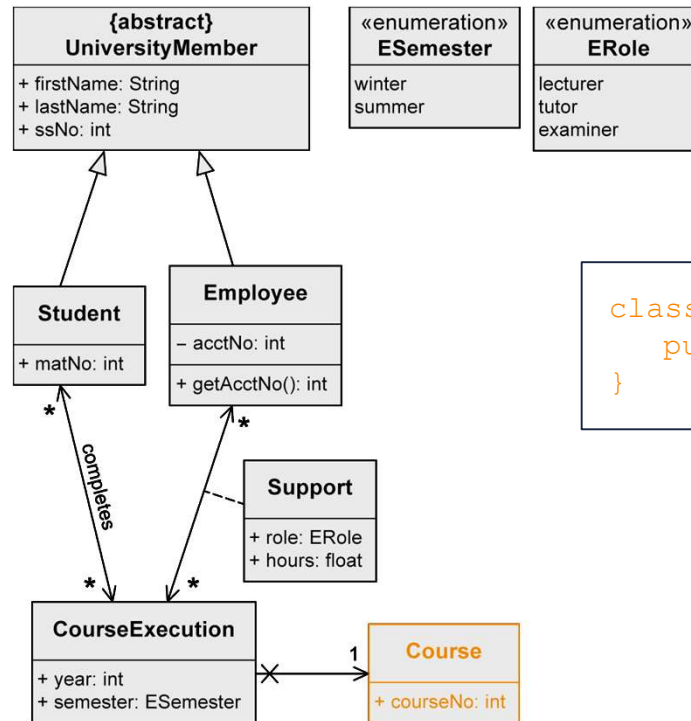 {abstract}
UniversityMember
+ firstName: String
+ lastName: String
+ ssNo: int
«enumeration»
ESemester
winter
summer
«enumeration»
ERole
lecturer
tutor
examiner
Student
+ matNo: int
Employee
– acctNo: int
+ getAcctNo(): int
class
pu
}
*
*
completes
Support
+ role: ERole
+ hours: float
*
*
CourseExecution
+ year: int
+ semester: ESemester
1
Course
+ courseNo: int